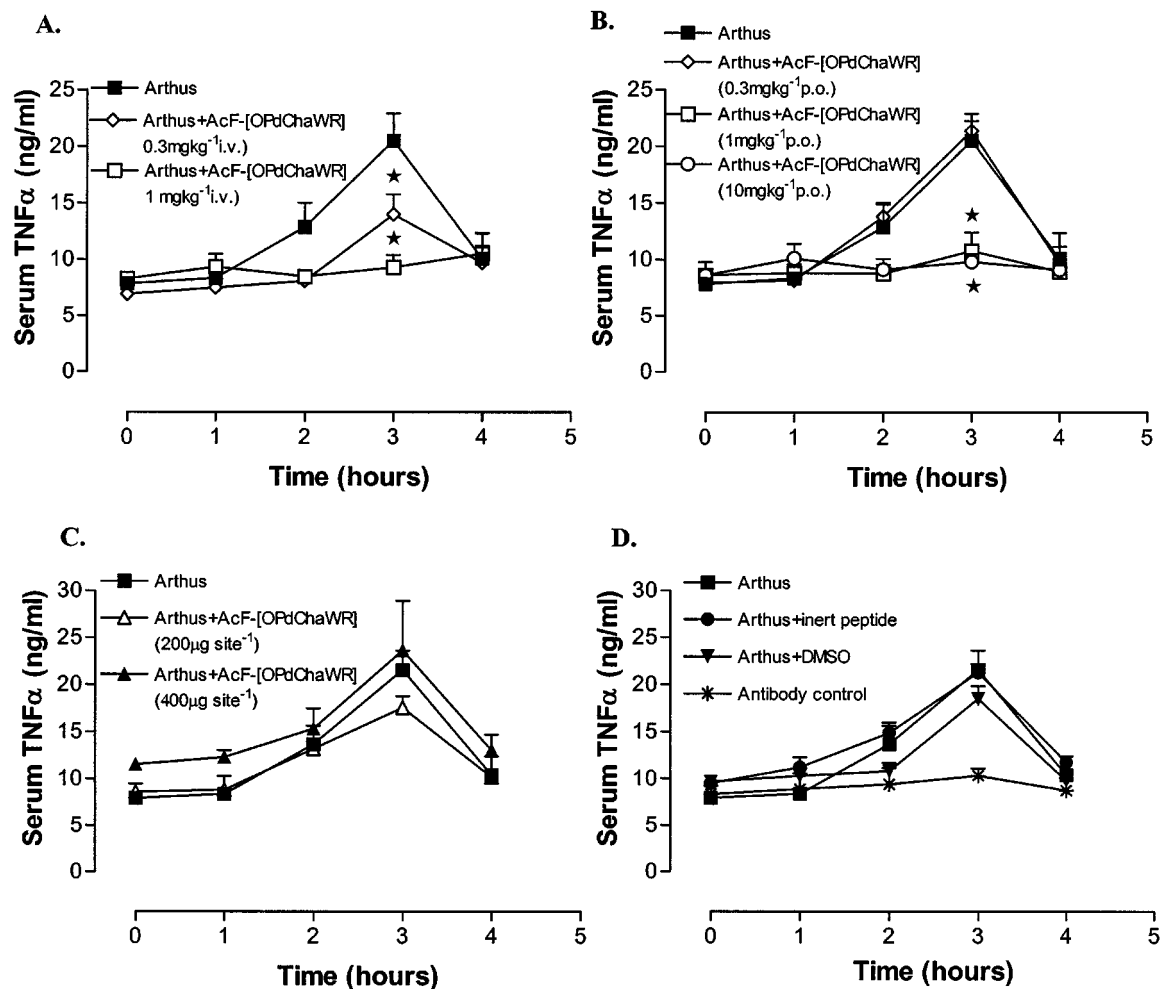 A.
Arthus
Arthus+AcF-[OPdChaWR]
0.3mgkg⁻¹i.v.)
Arthus+AcF-[OPdChaWR]
1 mgkg⁻¹i.v.)
Serum TNFα (ng/ml)
25
20
15
10
5
0
★
★
0 1 2 3 4 5
Time (hours)
B.
Arthus
Arthus+AcF-[OPdChaWR]
(0.3mgkg⁻¹p.o.)
Arthus+AcF-[OPdChaWR]
(1mgkg⁻¹p.o.)
Arthus+AcF-[OPdChaWR]
(10mgkg⁻¹p.o.)
Serum TNFα (ng/ml)
25
20
15
10
5
0
★
★
0 1 2 3 4 5
Time (hours)
C.
Arthus
Arthus+AcF-[OPdChaWR]
(200µg site⁻¹)
Arthus+AcF-[OPdChaWR]
(400µg site⁻¹)
Serum TNFα (ng/ml)
30
25
20
15
10
5
0
0 1 2 3 4 5
Time (hours)
D.
Arthus
Arthus+inert peptide
Arthus+DMSO
Antibody control
Serum TNFα (ng/ml)
30
25
20
15
10
5
0
0 1 2 3 4 5
Time (hours)